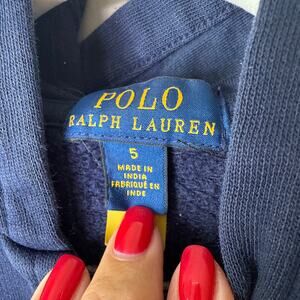 POLO
RALPH LAUREN
5
MADE IN
INDIA
FABRIQUÉ EN
INDE